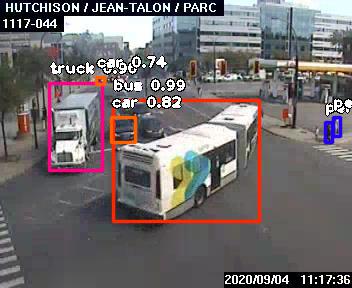 HUTCHISON / JEAN-TALON / PARC
1117-044
car 0.74
truck 0.90
bus 0.99
car 0.82
2020/09/04 11:17:36